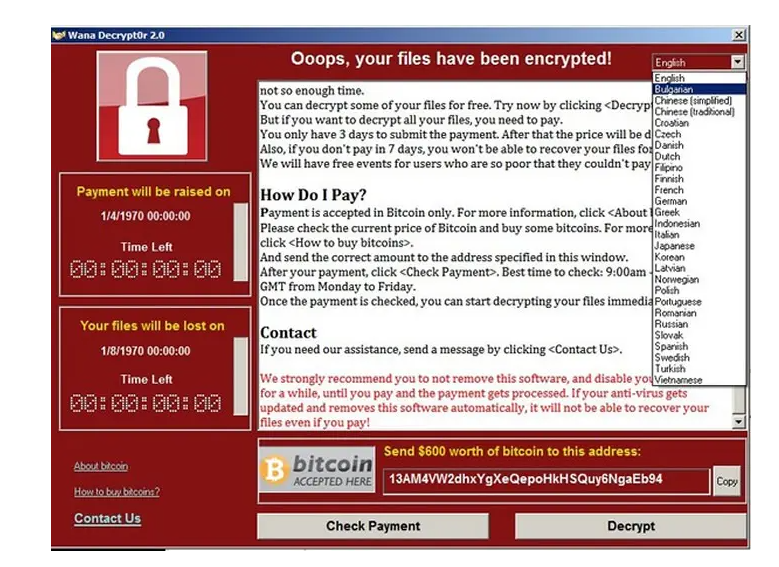 Wana Decrypt0r 2.0
Ooops, your files have been encrypted!
English
English
Bulgarian
Chinese (simplified)
Chinese (traditional)
Croatian
Czech
Danish
Dutch
Filipino
Finnish
French
German
Greek
Indonesian
Italian
Japanese
Korean
Latvian
Norwegian
Polish
Portuguese
Romanian
Russian
Slovak
Spanish
Swedish
Turkish
Vietnamese
Payment will be raised on
1/4/1970 00:00:00
Time Left
00:00:00:00
Your files will be lost on
1/8/1970 00:00:00
Time Left
00:00:00:00
About bitcoin
How to buy bitcoins?
Contact Us
not so enough time.
You can decrypt some of your files for free. Try now by clicking <Decryp
But if you want to decrypt all your files, you need to pay.
You only have 3 days to submit the payment. After that the price will be d
Also, if you don't pay in 7 days, you won't be able to recover your files for
We will have free events for users who are so poor that they couldn't pay
How Do I Pay?
Payment is accepted in Bitcoin only. For more information, click <About b
Please check the current price of Bitcoin and buy some bitcoins. For more
click <How to buy bitcoins>.
And send the correct amount to the address specified in this window.
After your payment, click <Check Payment>. Best time to check: 9:00am -
GMT from Monday to Friday.
Once the payment is checked, you can start decrypting your files immedia
Contact
If you need our assistance, send a message by clicking <Contact Us>.
We strongly recommend you to not remove this software, and disable you
for a while, until you pay and the payment gets processed. If your anti-virus gets
updated and removes this software automatically, it will not be able to recover your
files even if you pay!
bitcoin
ACCEPTED HERE
Send $600 worth of bitcoin to this address:
13AM4VW2dhxYgXeQepoHkHSQuy6NgaEb94
Copy
Check Payment
Decrypt